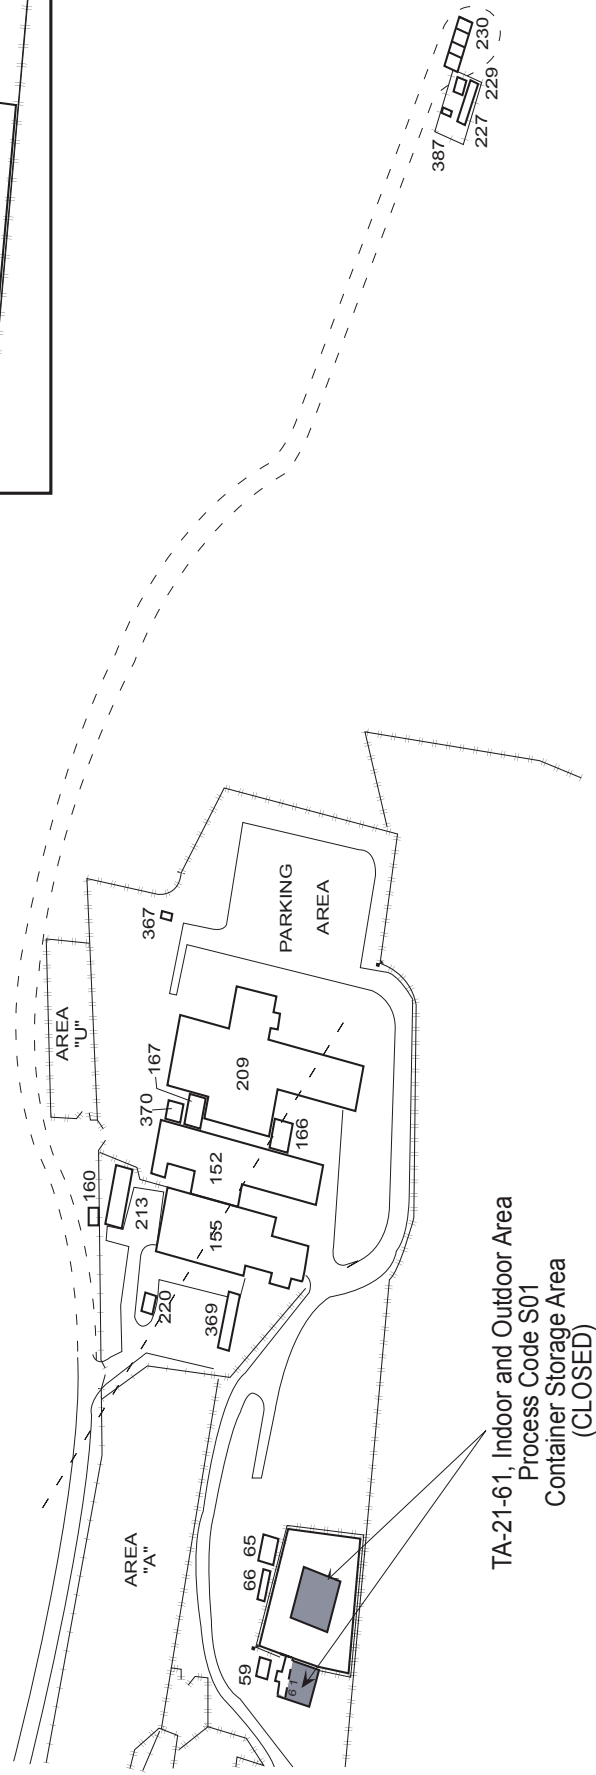 230
229
227
387
367
PARKING
AREA
AREA
"U"
167
370
209
166
160
213
152
155
220
369
AREA
"A"
65
66
59
61
TA-21-61, Indoor and Outdoor Area
Process Code S01
Container Storage Area
(CLOSED)